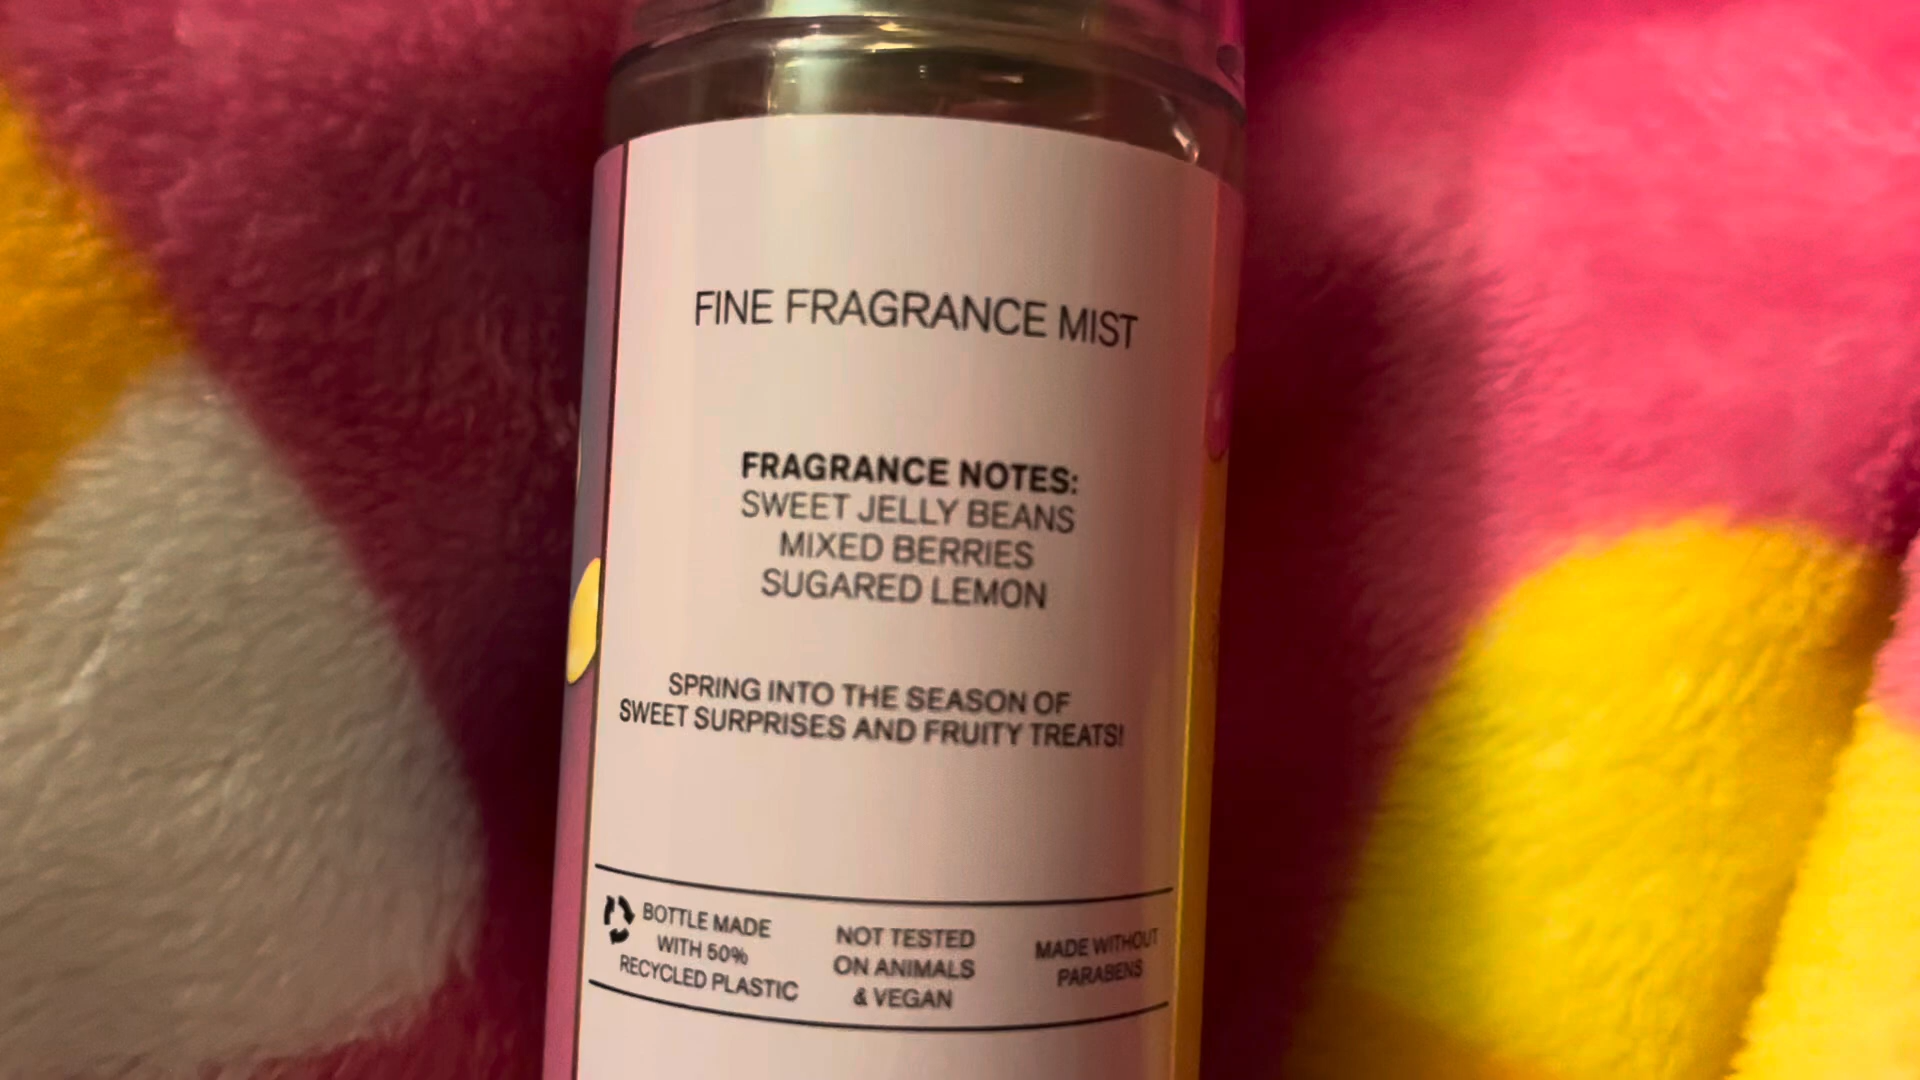 FINE FRAGRANCE MIST
FRAGRANCE NOTES:
SWEET JELLY BEANS
MIXED BERRIES
SUGARED LEMON
SPRING INTO THE SEASON OF
SWEET SURPRISES AND FRUITY TREATS!
BOTTLE MADE
WITH 50%
RECYCLED PLASTIC
NOT TESTED
ON ANIMALS
& VEGAN
MADE WITHOUT
PARABENS